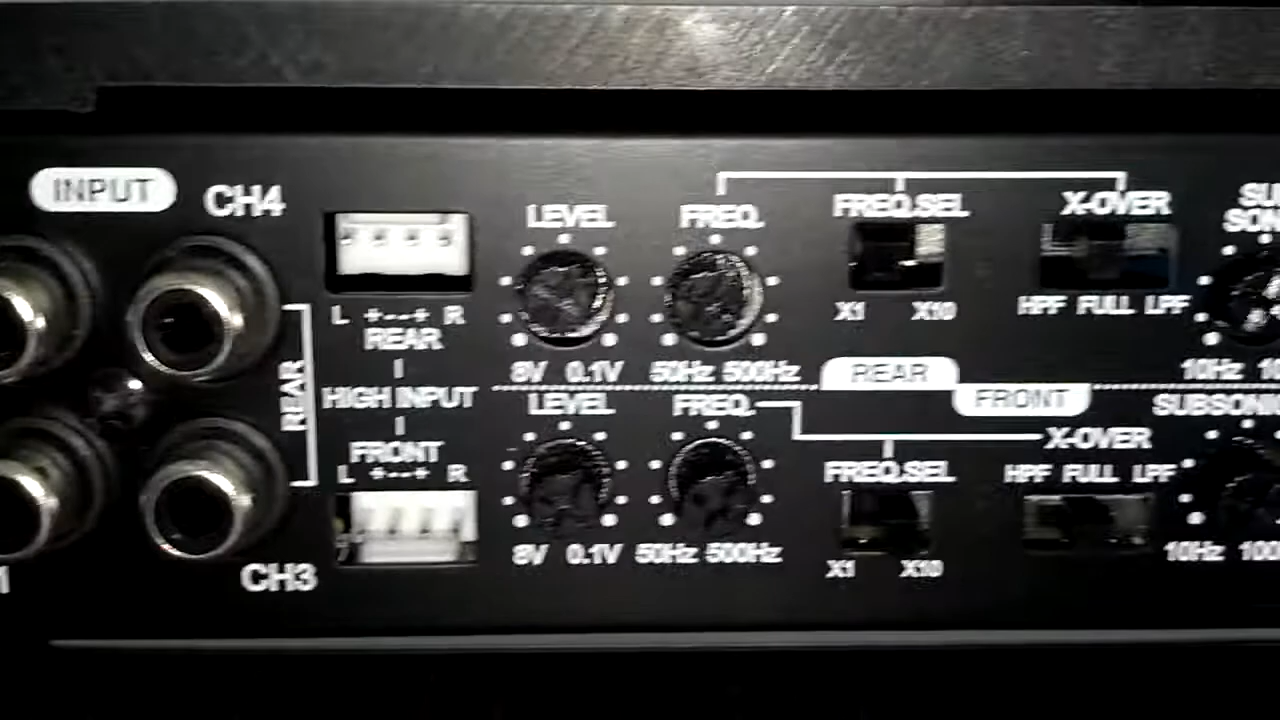 INPUT
CH4
L +--+ R
REAR
HIGH INPUT
FRONT
L +--+ R
REAR
CH3
LEVEL
8V 0.1V
FREQ.
50Hz 500Hz
FREQ.SEL
X1 X10
X-OVER
HPF FULL LPF
10Hz
REAR
FRONT
LEVEL
8V 0.1V
FREQ.
50Hz 500Hz
FREQ.SEL
X1 X10
X-OVER
HPF FULL LPF
10Hz